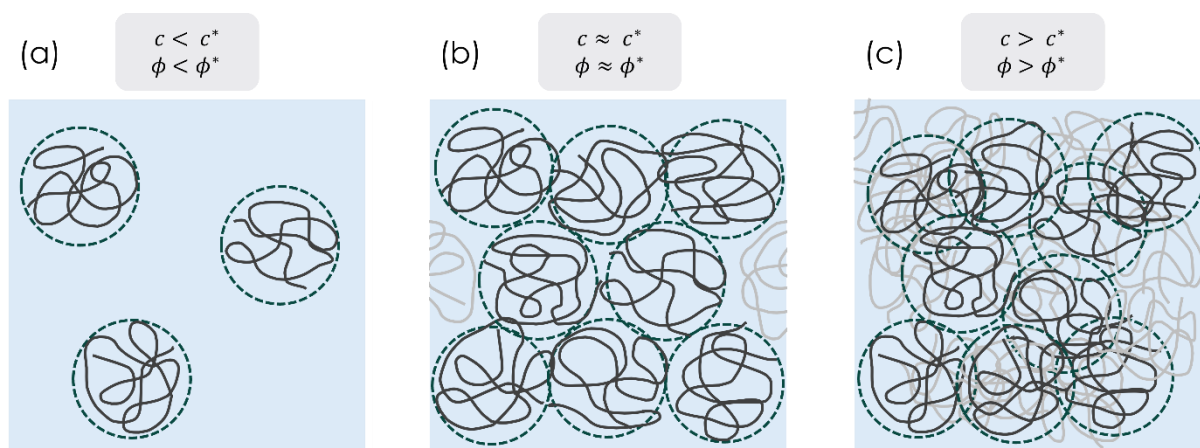 (a)
c < c*
ϕ < ϕ*
(b)
c ≈ c*
ϕ ≈ ϕ*
(c)
c > c*
ϕ > ϕ*